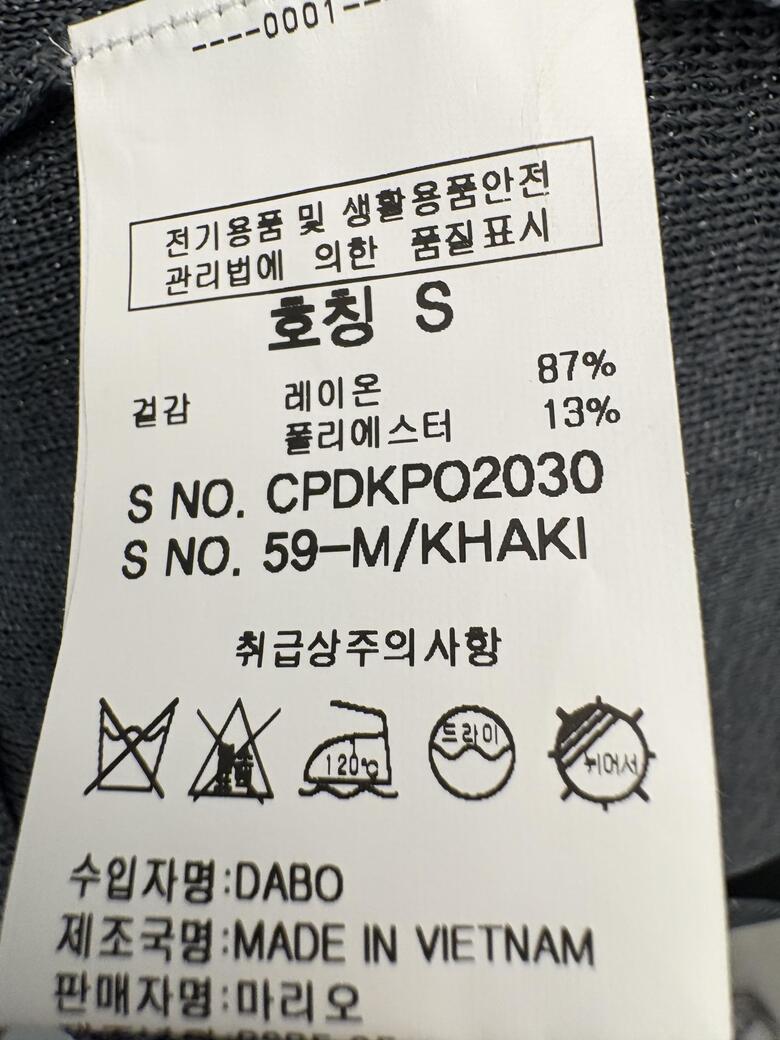 ----0001--
전기용품 및 생활용품안전
관리법에 의한 품질표시
호칭 S
겉감 레이온 87%
폴리에스터 13%
S NO. CPDKPO2030
S NO. 59-M/KHAKI
취급상주의사항
120℃
드라이
뉘어서
수입자명:DABO
제조국명:MADE IN VIETNAM
판매자명:마리오